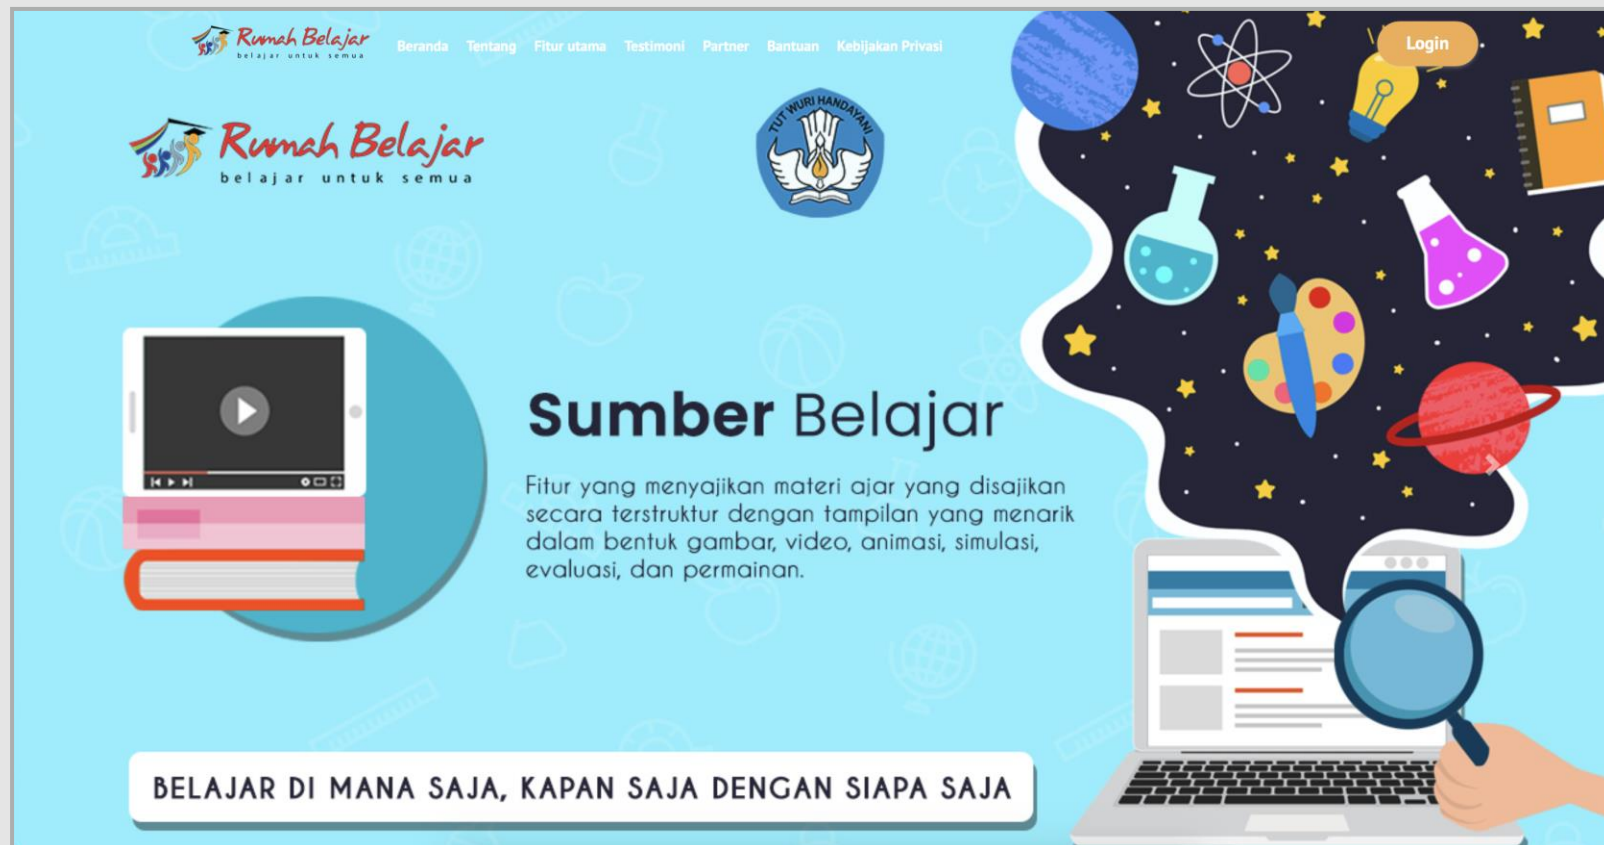 Rumah Belajar
belajar untuk semua
Beranda Tentang Fitur utama Testimoni Partner Bantuan Kebijakan Privasi
Login
Rumah Belajar
belajar untuk semua
TUT WURI HANDAYANI
Sumber Belajar
Fitur yang menyajikan materi ajar yang disajikan
secara terstruktur dengan tampilan yang menarik
dalam bentuk gambar, video, animasi, simulasi,
evaluasi, dan permainan.
BELAJAR DI MANA SAJA, KAPAN SAJA DENGAN SIAPA SAJA